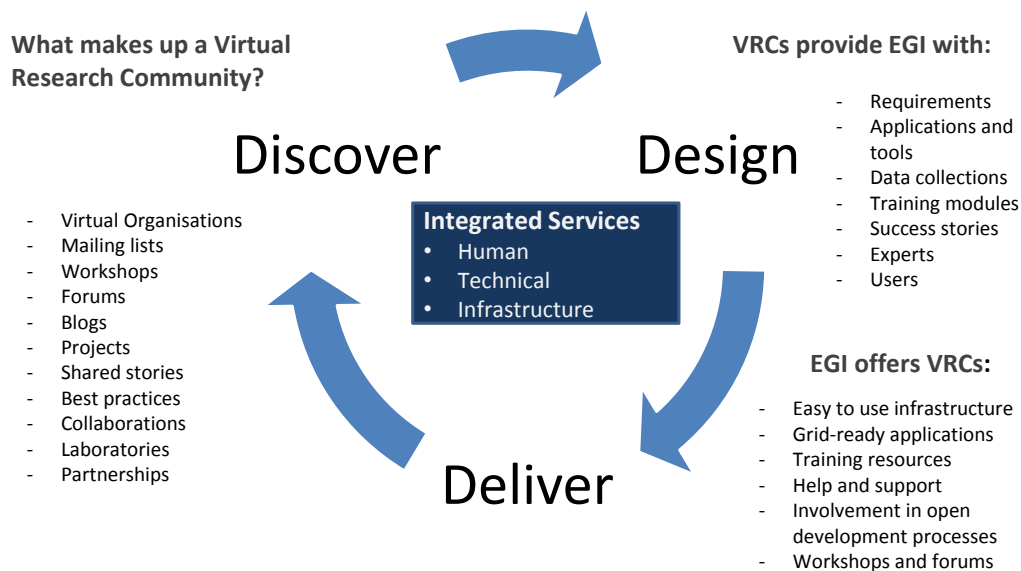 What makes up a Virtual
Research Community?
VRCs provide EGI with:
- Requirements
- Applications and
tools
- Data collections
- Training modules
- Success stories
- Experts
- Users
Discover
Design
- Virtual Organisations
- Mailing lists
- Workshops
- Forums
- Blogs
- Projects
- Shared stories
- Best practices
- Collaborations
- Laboratories
- Partnerships
Integrated Services
• Human
• Technical
• Infrastructure
EGI offers VRCs:
- Easy to use infrastructure
- Grid-ready applications
- Training resources
- Help and support
- Involvement in open
development processes
- Workshops and forums
Deliver